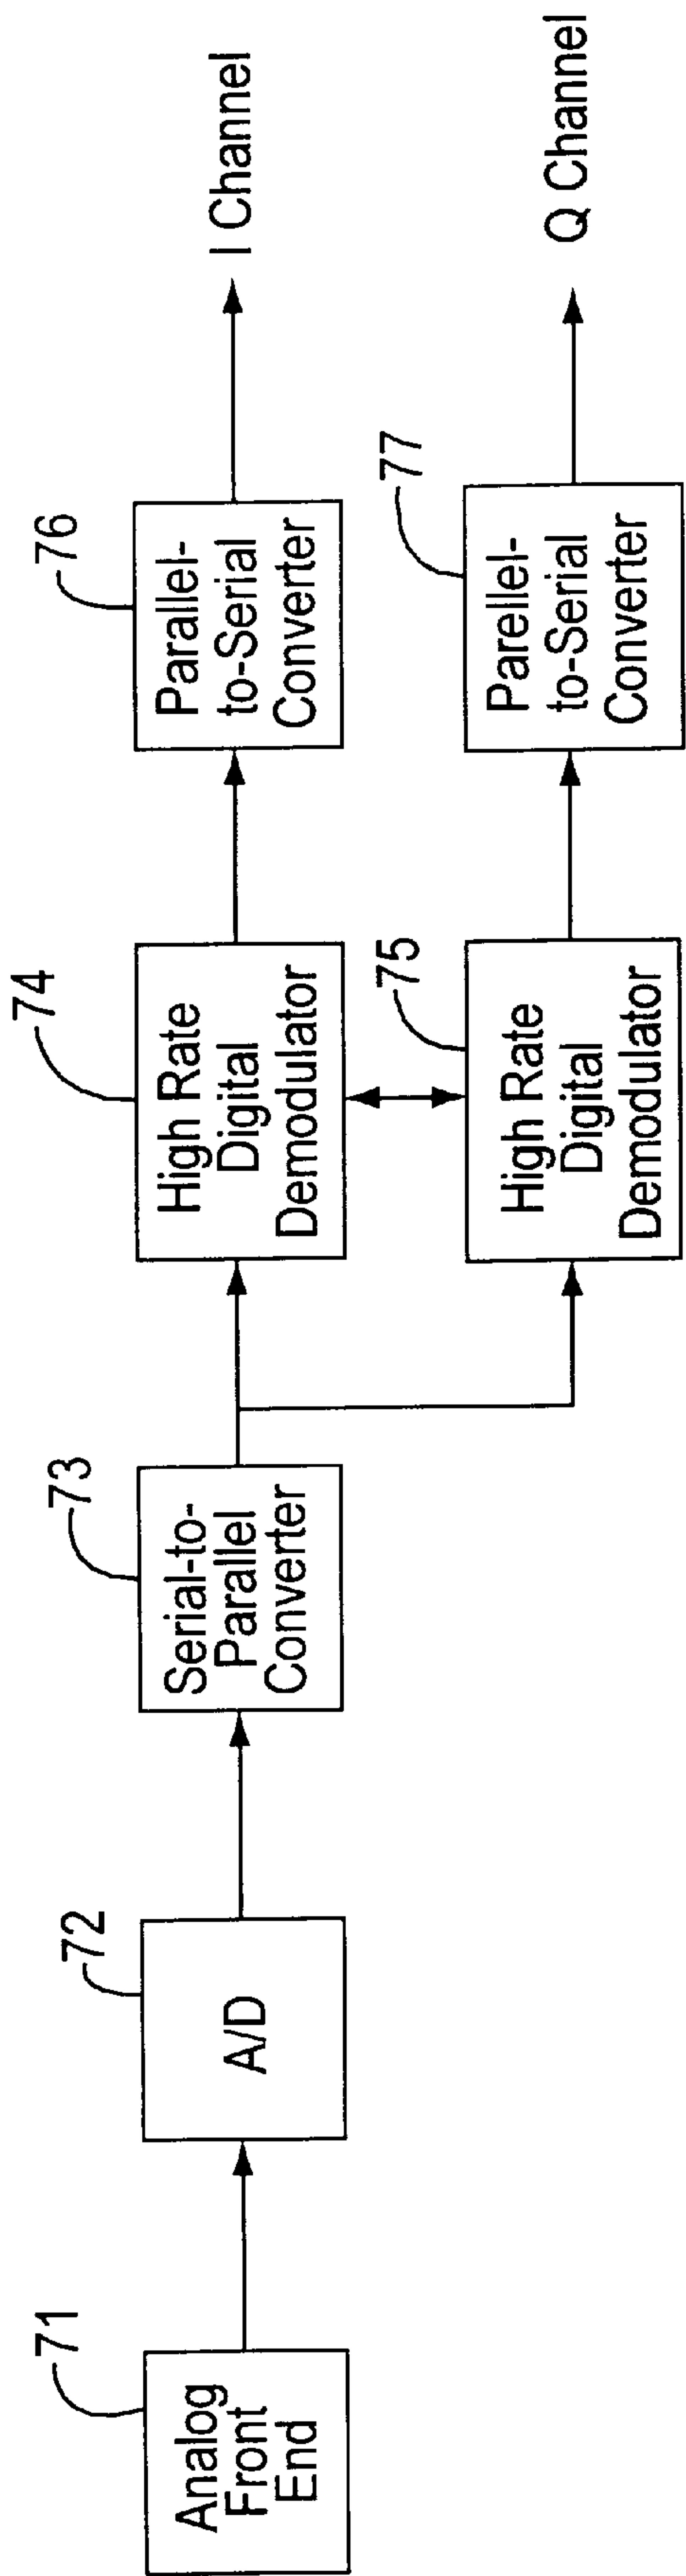 71
Analog
Front
End
72
A/D
73
Serial-to-
Parallel
Converter
74
High Rate
Digital
Demodulator
76
Parallel-
to-Serial
Converter
I Channel
75
High Rate
Digital
Demodulator
77
Parellel-
to-Serial
Converter
Q Channel